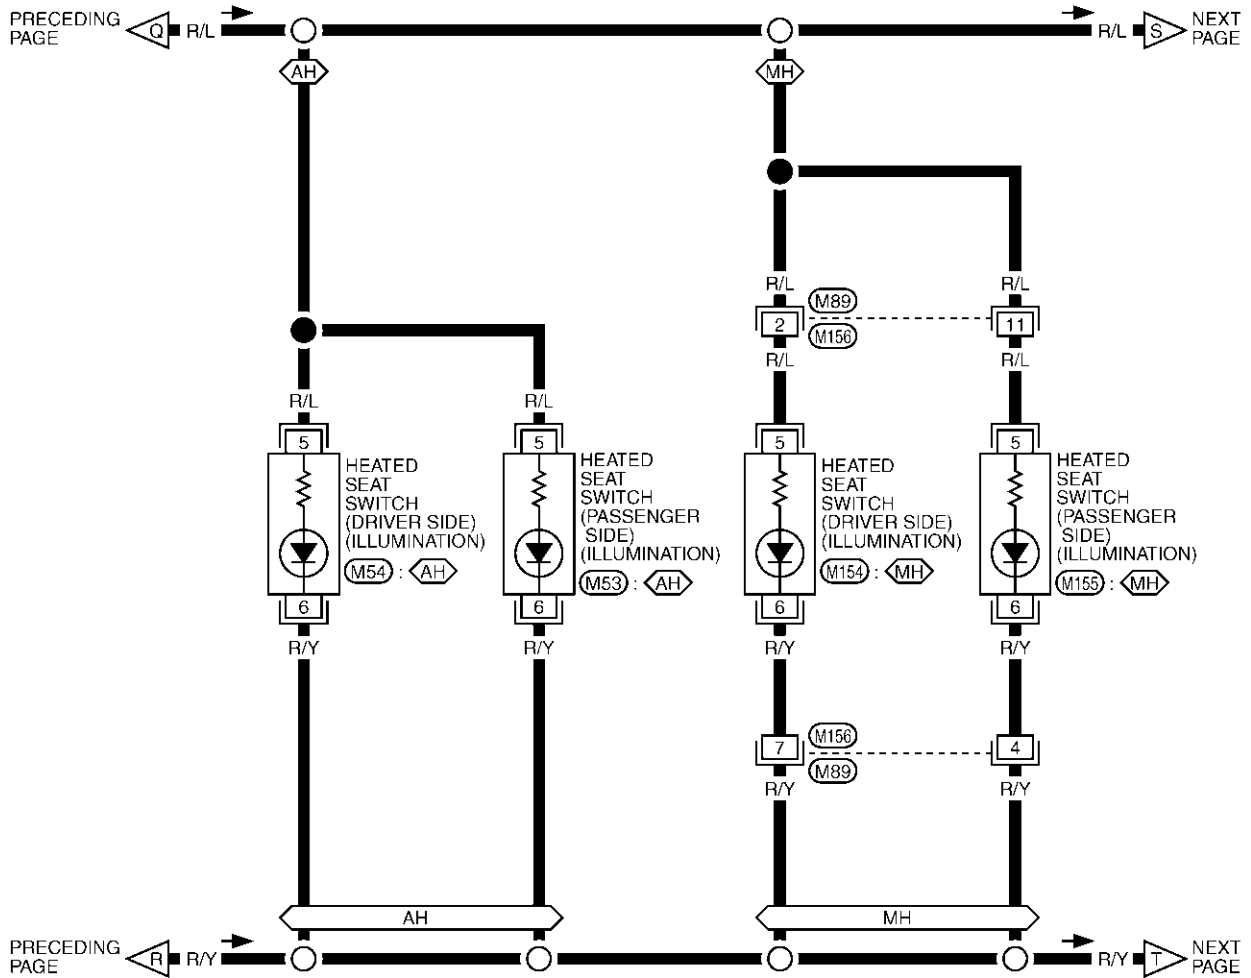 PRECEDING
PAGE
Q
R/L
R/L
S
NEXT
PAGE
AH
MH
R/L
R/L
M89
2
11
M156
R/L
R/L
R/L
R/L
5
5
5
5
HEATED
SEAT
SWITCH
(DRIVER SIDE)
(ILLUMINATION)
M54 : AH
HEATED
SEAT
SWITCH
(PASSENGER
SIDE)
(ILLUMINATION)
M53 : AH
HEATED
SEAT
SWITCH
(DRIVER SIDE)
(ILLUMINATION)
M154 : MH
HEATED
SEAT
SWITCH
(PASSENGER
SIDE)
(ILLUMINATION)
M155 : MH
6
6
6
6
R/Y
R/Y
R/Y
R/Y
M156
7
4
M89
R/Y
R/Y
AH
MH
PRECEDING
PAGE
R
R/Y
R/Y
T
NEXT
PAGE